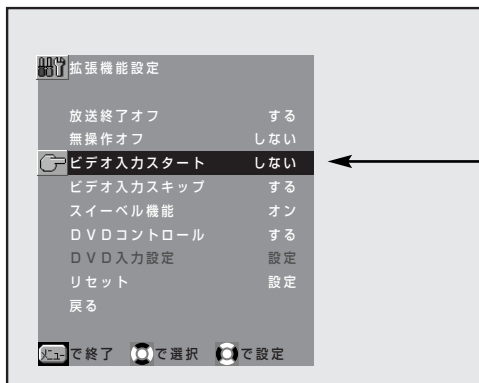 拡張機能設定
放送終了オフ する
無操作オフ しない
ビデオ入力スタート しない
ビデオ入力スキップ する
スイーベル機能 オン
DVDコントロール する
DVD入力設定 設定
リセット 設定
戻る
メニューで終了 で選択 で設定